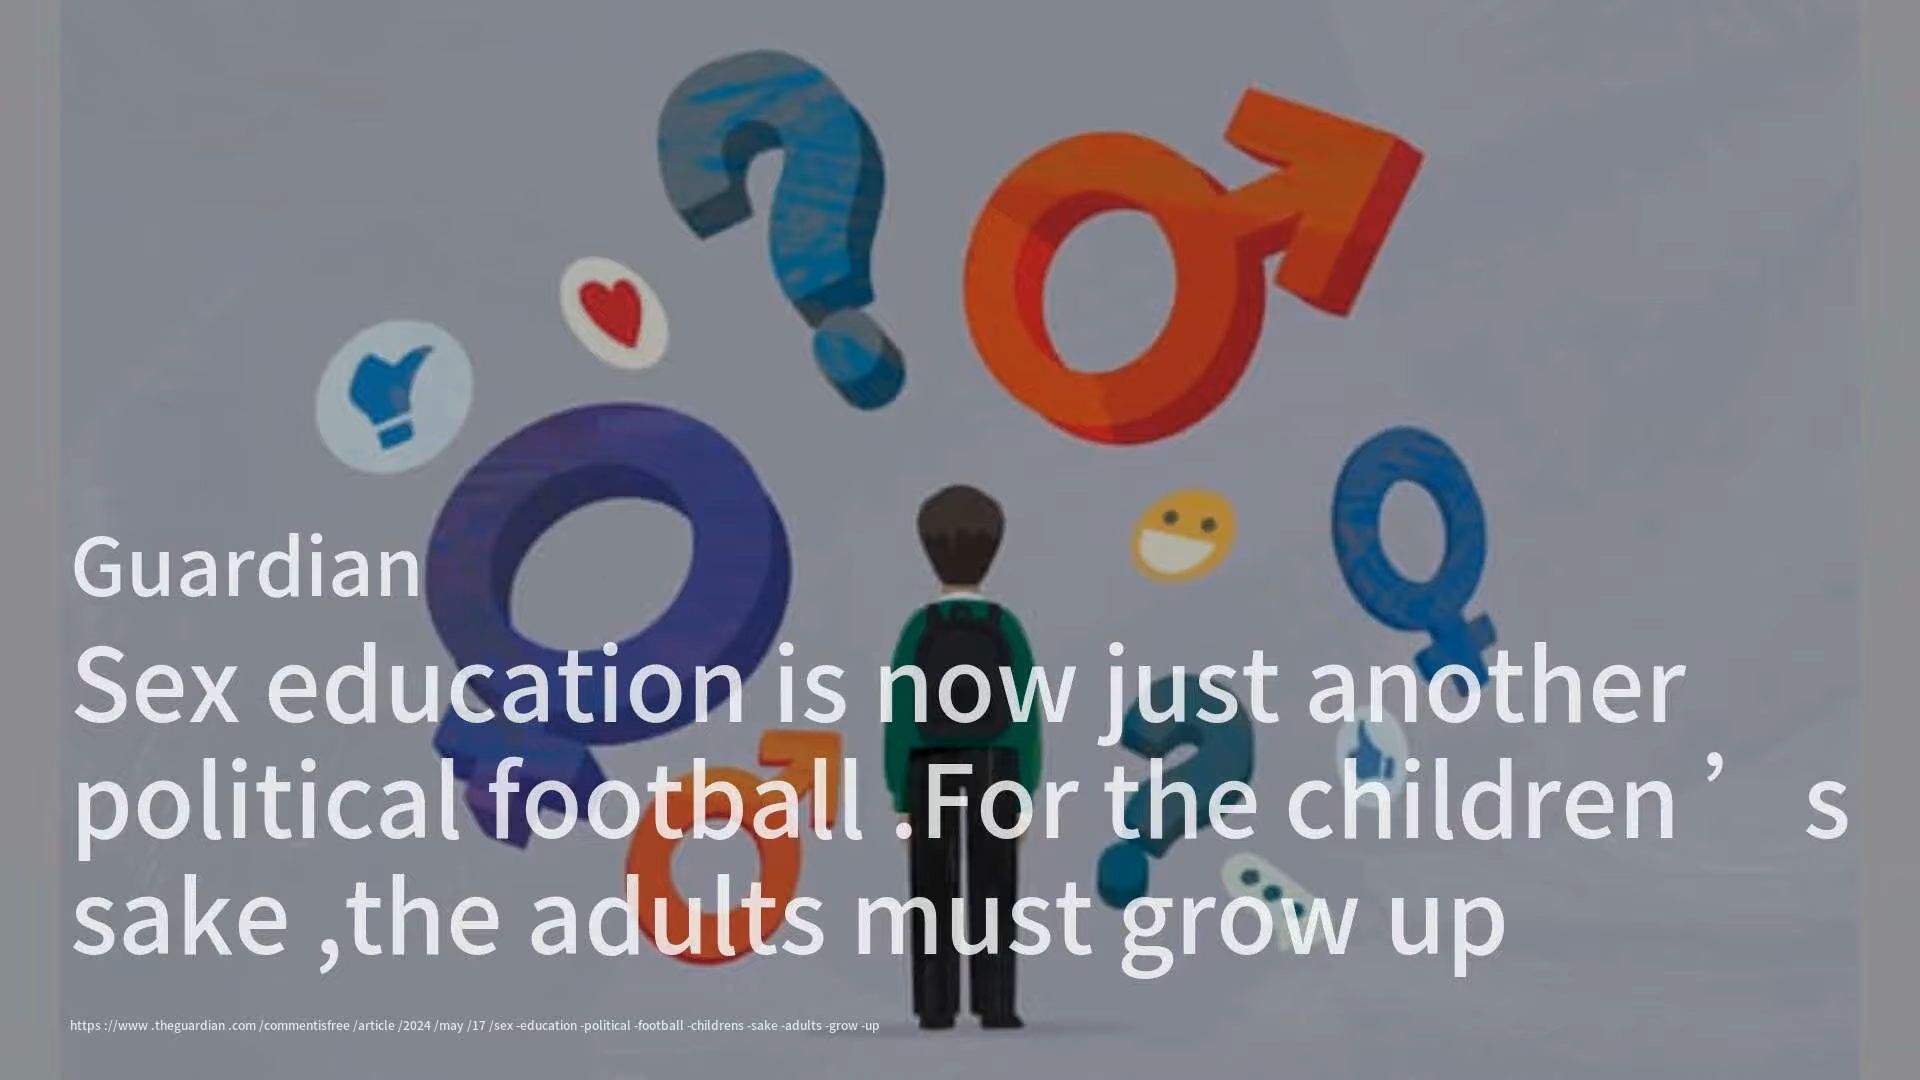 Guardian
Sex education is now just another
political football .For the children ’ s
sake ,the adults must grow up
https ://www .theguardian .com /commentisfree /article /2024 /may /17 /sex -education -political -football -childrens -sake -adults -grow -up